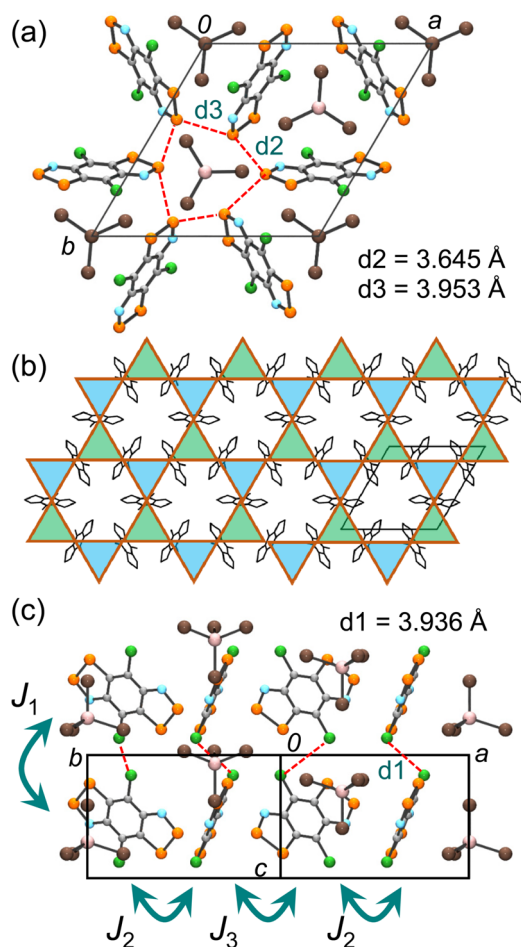 (a)
0
a
d3
d2
b
d2 = 3.645 Å
d3 = 3.953 Å
(b)
(c)
d1 = 3.936 Å
J1
b
0
a
d1
c
J2
J3
J2